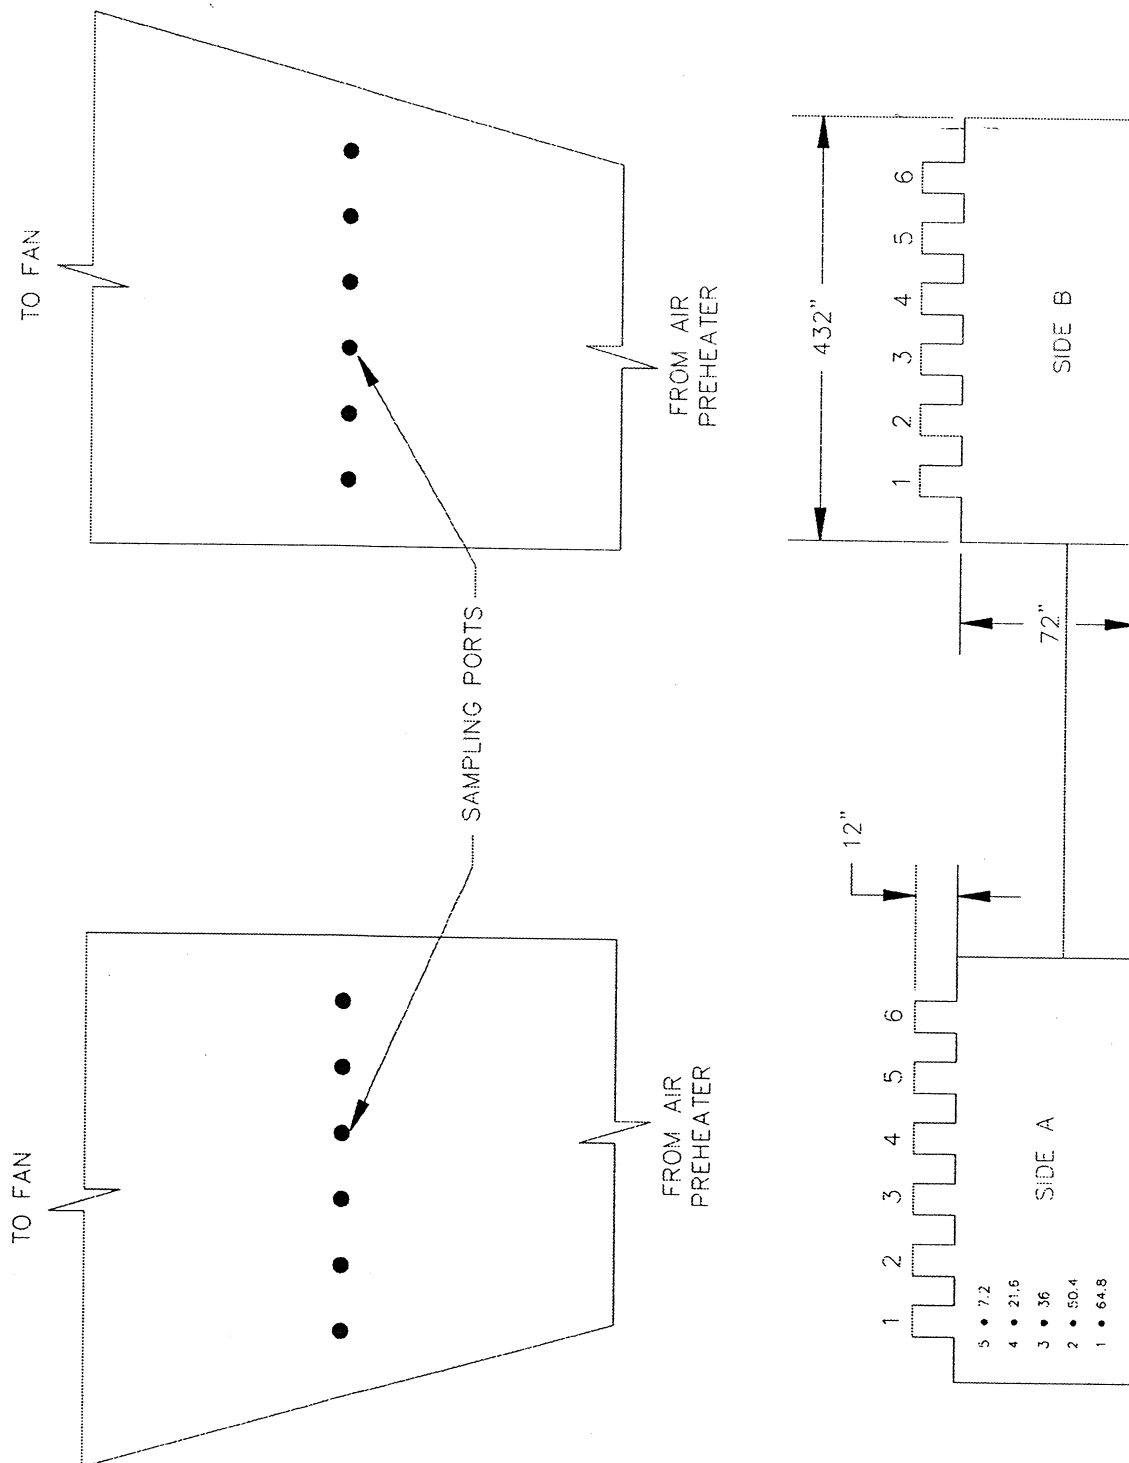 TO FAN
TO FAN
SAMPLING PORTS
FROM AIR
PREHEATER
FROM AIR
PREHEATER
12"
432"
72"
1 2 3 4 5 6
1 2 3 4 5 6
SIDE A
SIDE B
5 • 7.2
4 • 21.6
3 • 36
2 • 50.4
1 • 64.8